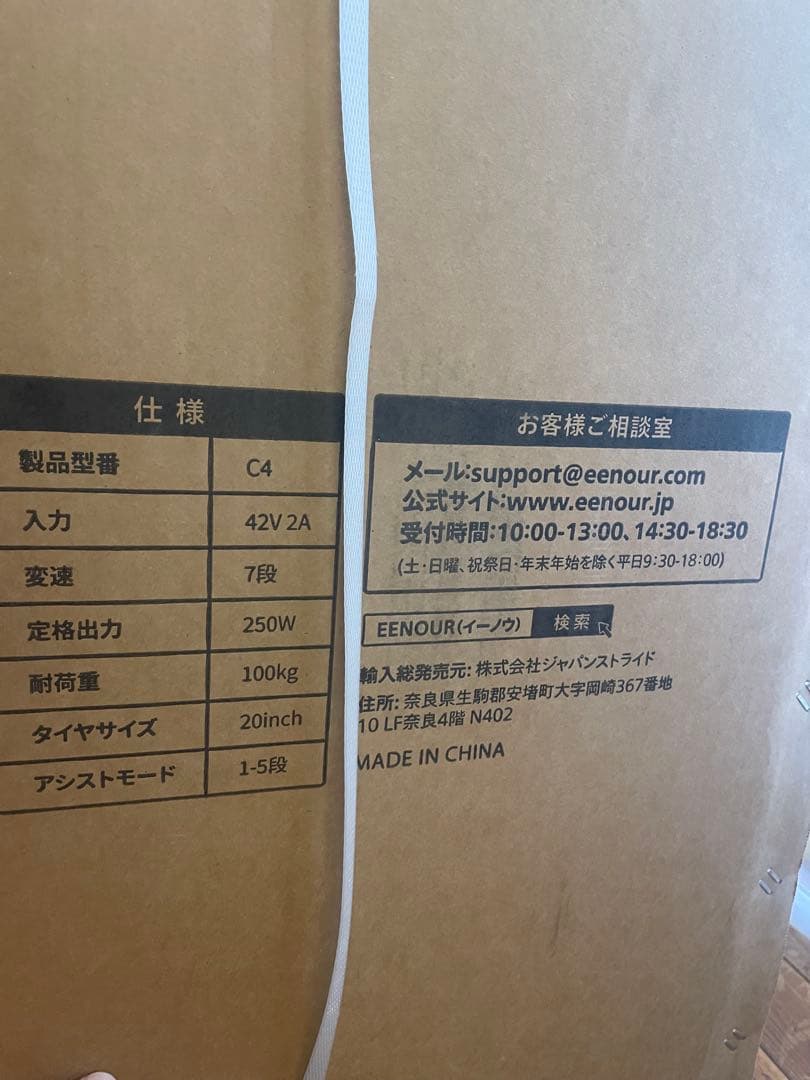 仕様
製品型番 C4
入力 42V 2A
変速 7段
定格出力 250W
耐荷重 100kg
タイヤサイズ 20inch
アシストモード 1-5段
お客様ご相談室
メール:support@eenour.com
公式サイト:www.eenour.jp
受付時間:10:00-13:00、14:30-18:30
(土・日曜、祝祭日・年末年始を除く平日9:30-18:00)
EENOUR(イーノウ) 検索
輸入総発売元: 株式会社ジャパンストライド
住所: 奈良県生駒郡安堵町大字岡崎367番地
10 LF奈良4階 N402
MADE IN CHINA